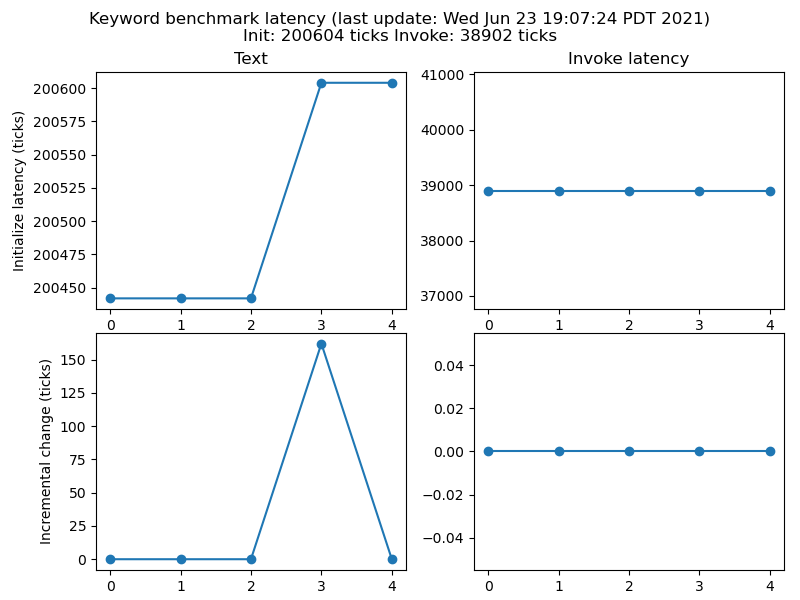 Keyword benchmark latency (last update: Wed Jun 23 19:07:24 PDT 2021)
Init: 200604 ticks Invoke: 38902 ticks
Text
Initialize latency (ticks)
200600
200575
200550
200525
200500
200475
200450
0 1 2 3 4
Invoke latency
41000
40000
39000
38000
37000
0 1 2 3 4
Incremental change (ticks)
150
125
100
75
50
25
0
0 1 2 3 4
0.04
0.02
0.00
−0.02
−0.04
0 1 2 3 4